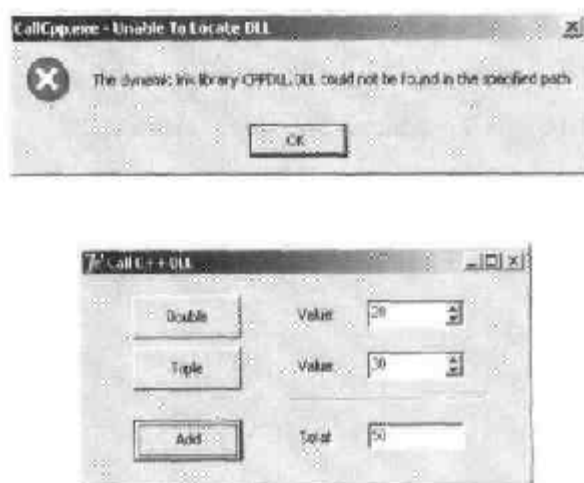 CallCpp.exe - Unable To Locate DLL
The dynamic link library CPPDLL.DLL could not be found in the specified path
OK
Call C++ DLL
Double
Value
20
Triple
Value
30
Add
Total
50